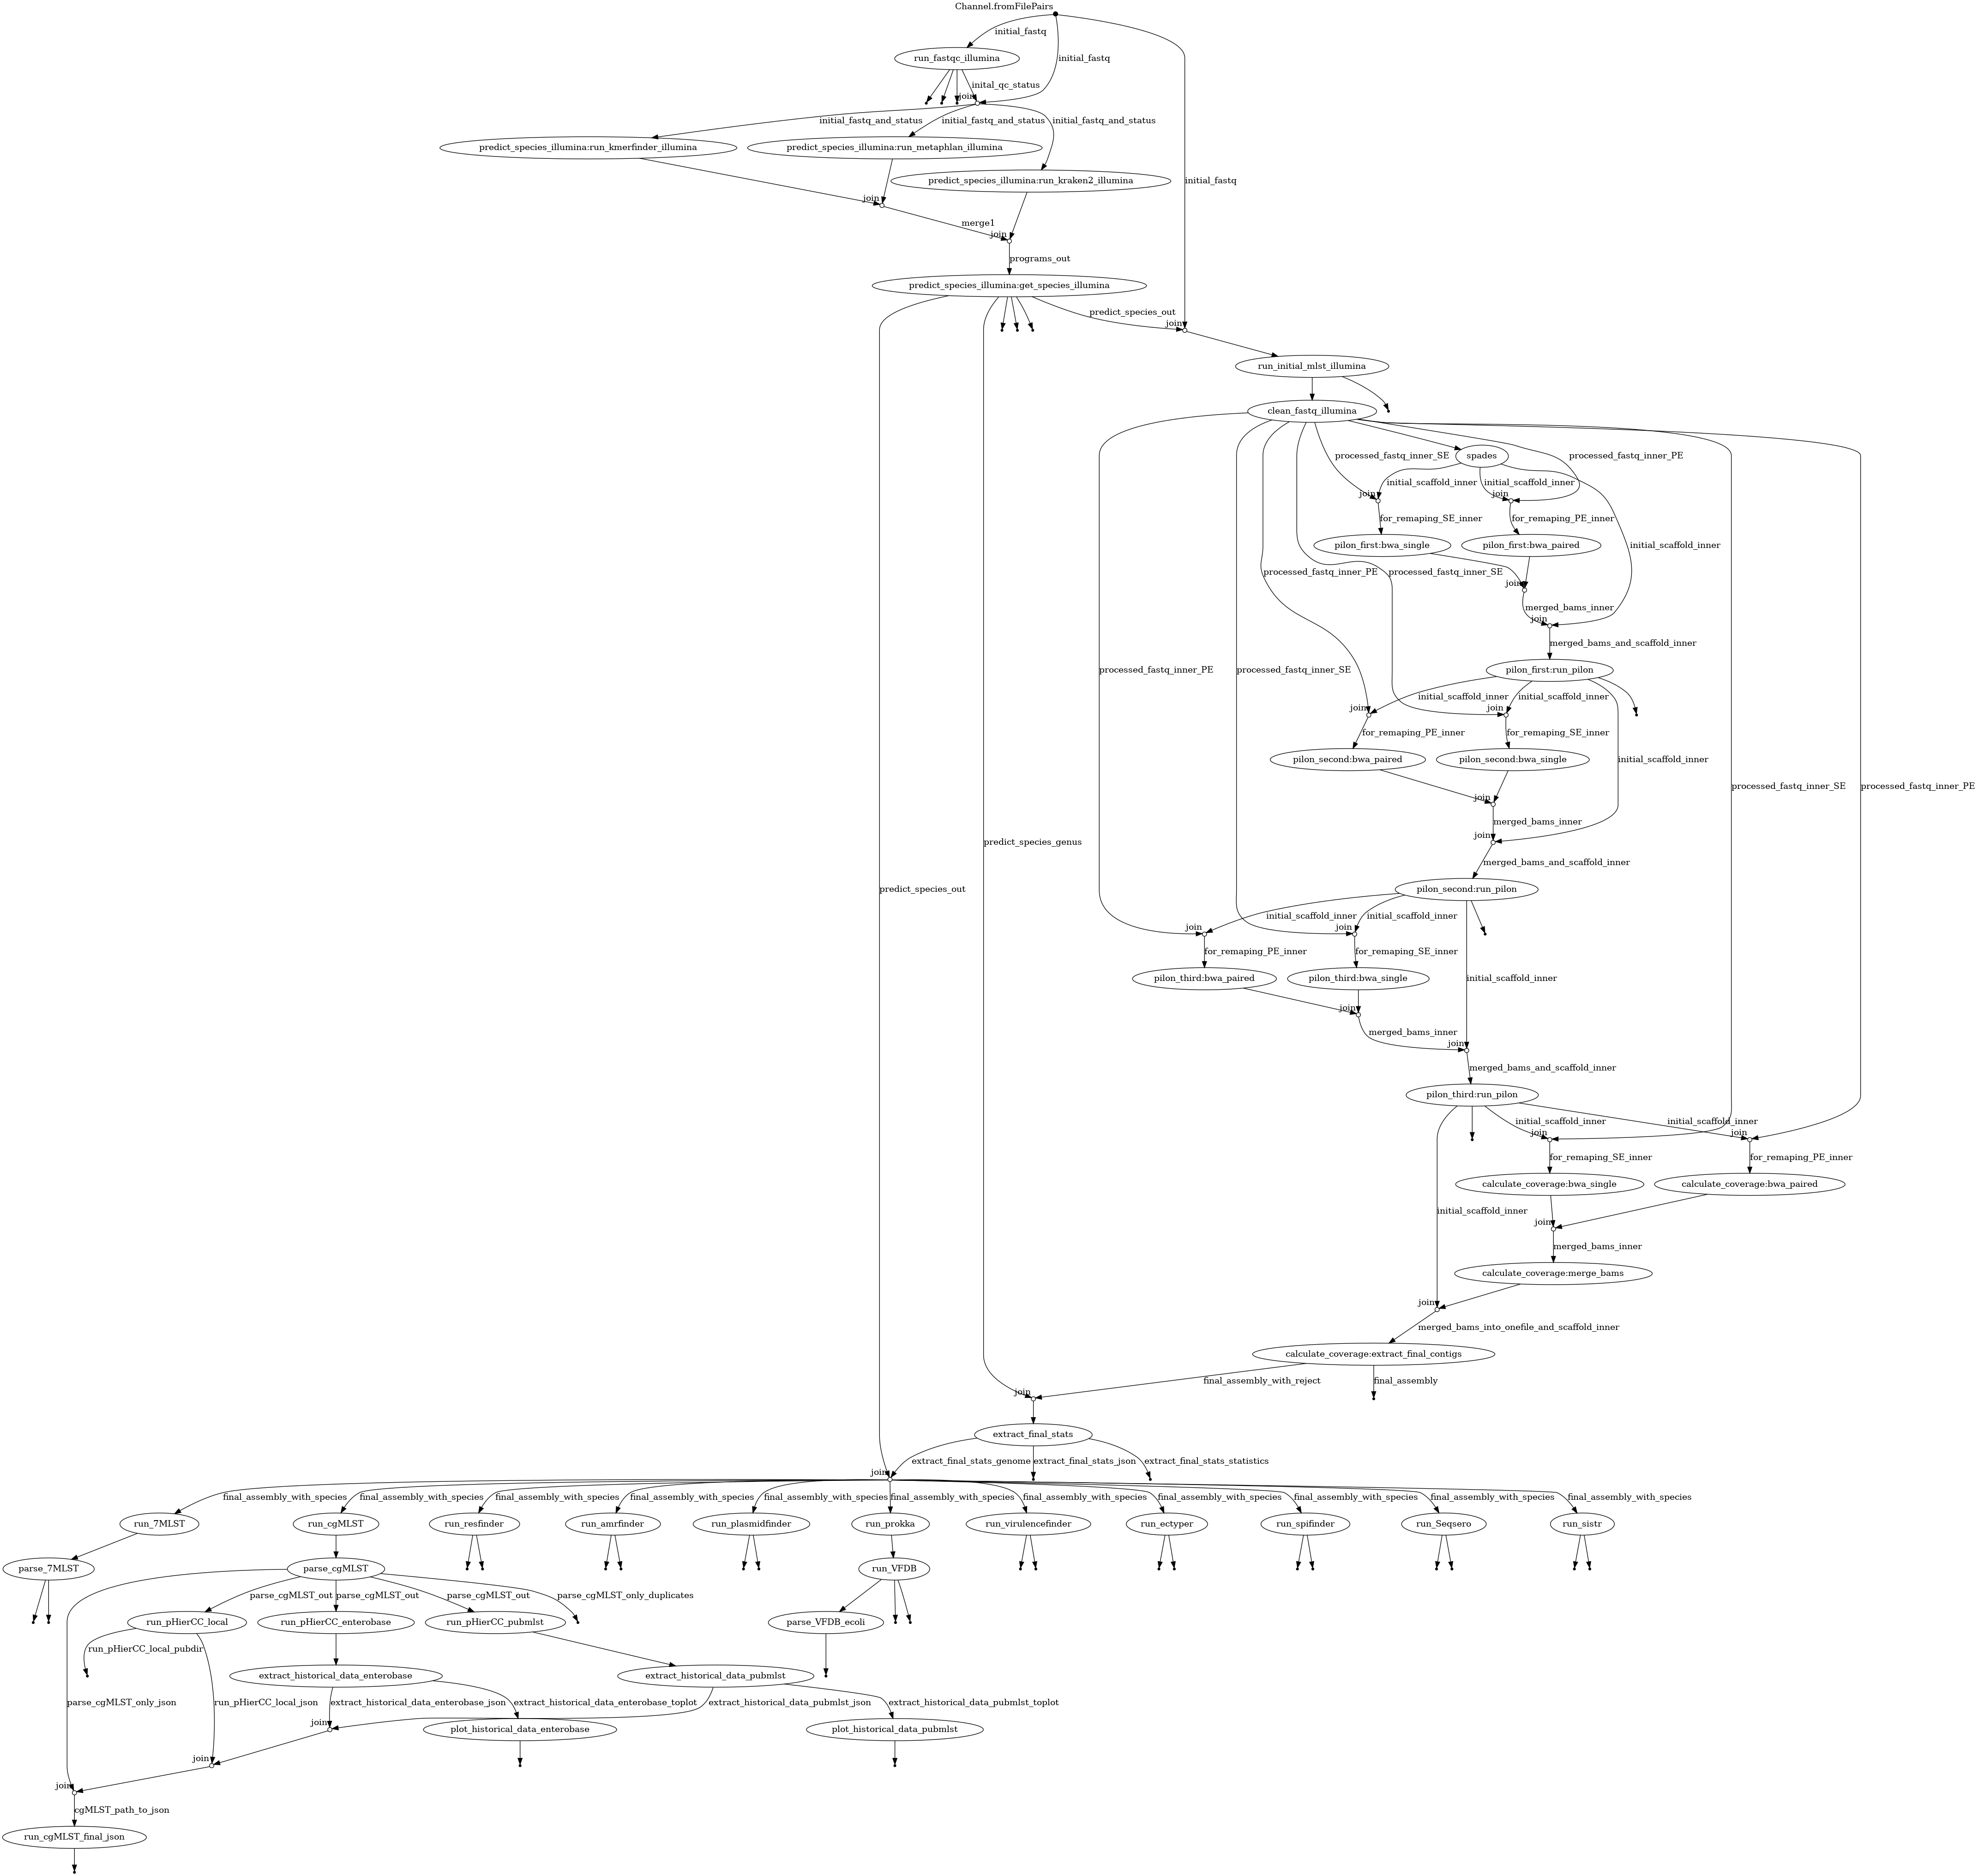 Channel.fromFilePairs
initial_fastq
run_fastqc_illumina
initial_fastq
inital_qc_status
join
initial_fastq_and_status
initial_fastq_and_status
initial_fastq_and_status
predict_species_illumina:run_kmerfinder_illumina
predict_species_illumina:run_metaphlan_illumina
predict_species_illumina:run_kraken2_illumina
initial_fastq
join
merge1
join
programs_out
predict_species_illumina:get_species_illumina
predict_species_out
join
run_initial_mlst_illumina
clean_fastq_illumina
processed_fastq_inner_SE
spades
processed_fastq_inner_PE
initial_scaffold_inner
initial_scaffold_inner
join
join
for_remaping_SE_inner
for_remaping_PE_inner
pilon_first:bwa_single
pilon_first:bwa_paired
initial_scaffold_inner
processed_fastq_inner_PE
processed_fastq_inner_SE
join
merged_bams_inner
join
merged_bams_and_scaffold_inner
processed_fastq_inner_PE
processed_fastq_inner_SE
pilon_first:run_pilon
initial_scaffold_inner
initial_scaffold_inner
join
join
for_remaping_PE_inner
for_remaping_SE_inner
pilon_second:bwa_paired
pilon_second:bwa_single
initial_scaffold_inner
processed_fastq_inner_SE
processed_fastq_inner_PE
join
merged_bams_inner
join
predict_species_genus
merged_bams_and_scaffold_inner
predict_species_out
pilon_second:run_pilon
initial_scaffold_inner
initial_scaffold_inner
join
join
for_remaping_PE_inner
for_remaping_SE_inner
pilon_third:bwa_paired
pilon_third:bwa_single
initial_scaffold_inner
join
merged_bams_inner
join
merged_bams_and_scaffold_inner
pilon_third:run_pilon
initial_scaffold_inner
initial_scaffold_inner
join
join
for_remaping_SE_inner
for_remaping_PE_inner
calculate_coverage:bwa_single
calculate_coverage:bwa_paired
initial_scaffold_inner
join
merged_bams_inner
calculate_coverage:merge_bams
join
merged_bams_into_onefile_and_scaffold_inner
calculate_coverage:extract_final_contigs
final_assembly_with_reject
final_assembly
join
extract_final_stats
extract_final_stats_genome
extract_final_stats_json
extract_final_stats_statistics
join
final_assembly_with_species
final_assembly_with_species
final_assembly_with_species
final_assembly_with_species
final_assembly_with_species
final_assembly_with_species
final_assembly_with_species
final_assembly_with_species
final_assembly_with_species
final_assembly_with_species
final_assembly_with_species
run_7MLST
run_cgMLST
run_resfinder
run_amrfinder
run_plasmidfinder
run_prokka
run_virulencefinder
run_ectyper
run_spifinder
run_Seqsero
run_sistr
parse_7MLST
parse_cgMLST
run_VFDB
parse_cgMLST_out
parse_cgMLST_out
parse_cgMLST_out
parse_cgMLST_only_duplicates
run_pHierCC_local
run_pHierCC_enterobase
run_pHierCC_pubmlst
parse_VFDB_ecoli
run_pHierCC_local_pubdir
extract_historical_data_enterobase
extract_historical_data_pubmlst
parse_cgMLST_only_json
run_pHierCC_local_json
extract_historical_data_enterobase_json
extract_historical_data_enterobase_toplot
extract_historical_data_pubmlst_json
extract_historical_data_pubmlst_toplot
join
plot_historical_data_enterobase
plot_historical_data_pubmlst
join
join
cgMLST_path_to_json
run_cgMLST_final_json